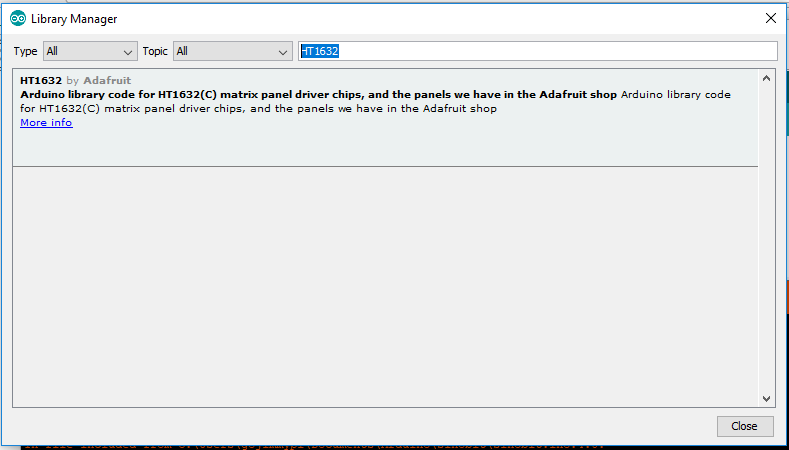 Library Manager
Type All Topic All HT1632
HT1632 by Adafruit
Arduino library code for HT1632(C) matrix panel driver chips, and the panels we have in the Adafruit shop Arduino library code
for HT1632(C) matrix panel driver chips, and the panels we have in the Adafruit shop
More info
Close